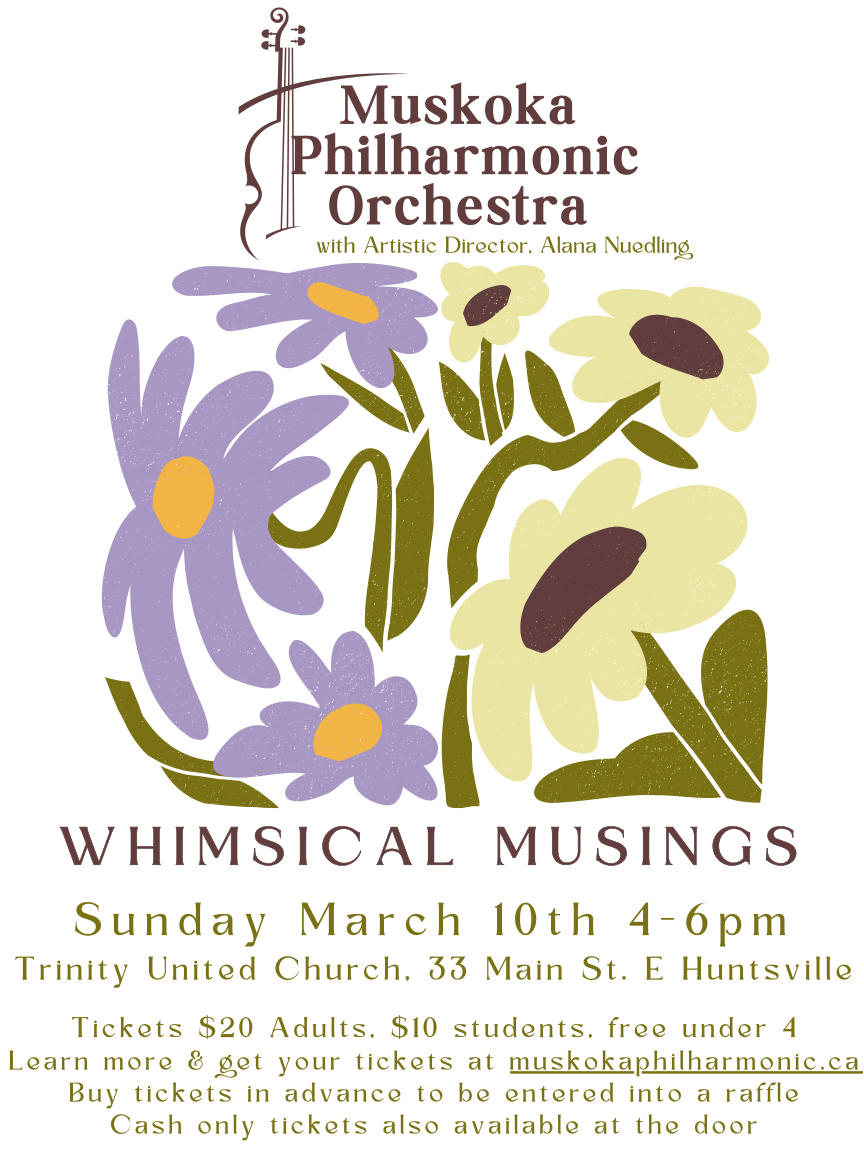 Muskoka
Philharmonic
Orchestra
with Artistic Director, Alana Nuedling
WHIMSICAL MUSINGS
Sunday March 10th 4-6pm
Trinity United Church, 33 Main St. E Huntsville
Tickets $20 Adults, $10 students, free under 4
Learn more & get your tickets at muskokaphilharmonic.ca
Buy tickets in advance to be entered into a raffle
Cash only tickets also available at the door